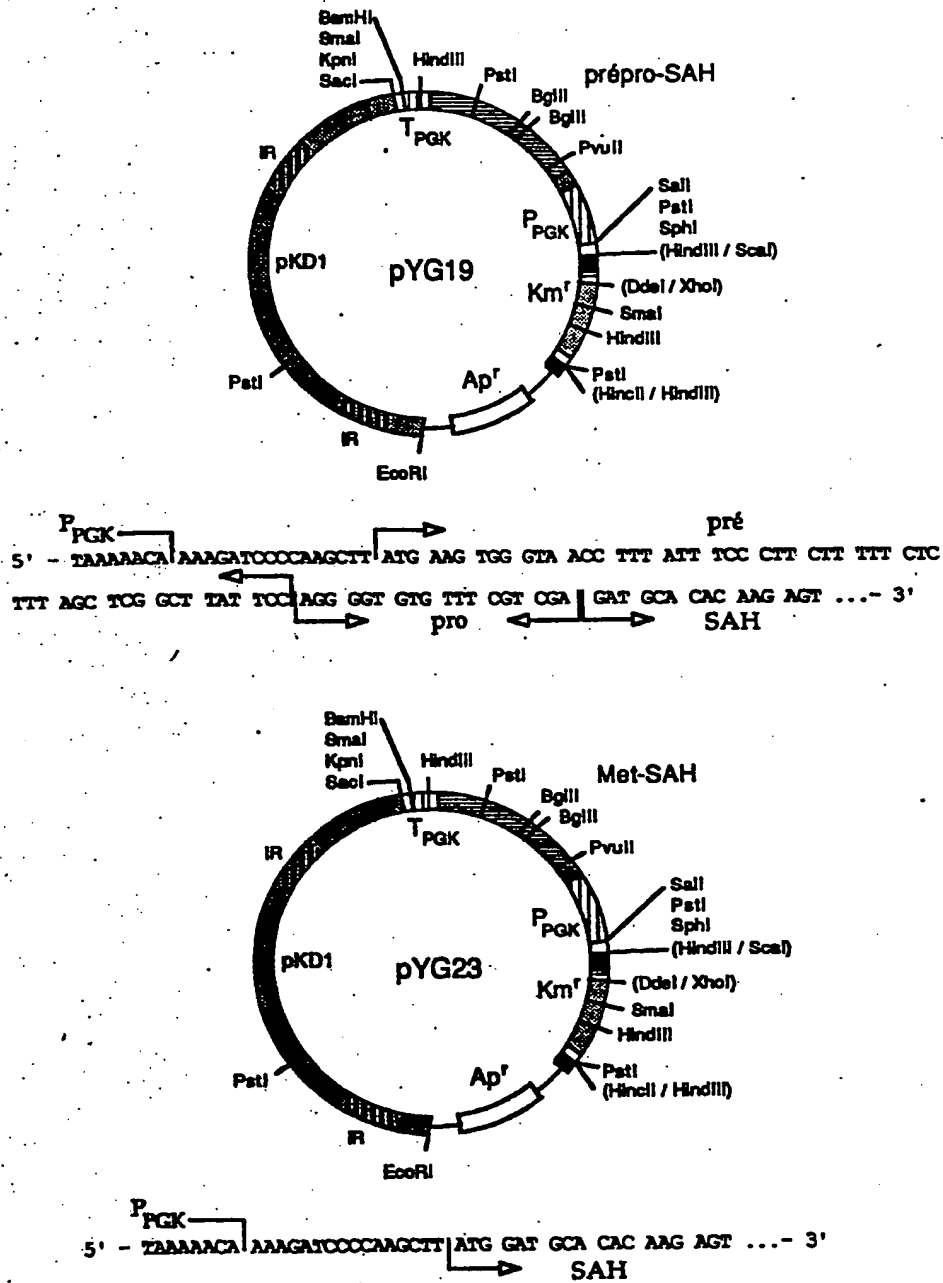 BamHI
SmaI
KpnI
SacI
HindIII
PstI
prépro-SAH
BglII
BglII
PvuII
T PGK
IR
SalI
PstI
SphI
(HindIII / ScaI)
P PGK
pKD1
pYG19
Km r
(DdeI / XhoI)
SmaI
HindIII
PstI
Ap r
PstI
(HincII / HindIII)
IR
EcoRI
P PGK
pré
5' - TAAAAACA AAAGATCCCCAAGCTT ATG AAG TGG GTA ACC TTT ATT TCC CTT CTT TTT CTC
TTT AGC TCG GCT TAT TCC AGG GGT GTG TTT CGT CGA GAT GCA CAC AAG AGT ...- 3'
pro
SAH
BamHI
SmaI
KpnI
SacI
HindIII
PstI
Met-SAH
BglII
BglII
PvuII
T PGK
IR
SalI
PstI
SphI
(HindIII / ScaI)
P PGK
pKD1
pYG23
Km r
(DdeI / XhoI)
SmaI
HindIII
PstI
Ap r
PstI
(HincII / HindIII)
IR
EcoRI
P PGK
5' - TAAAAACA AAAGATCCCCAAGCTT ATG GAT GCA CAC AAG AGT ...- 3'
SAH